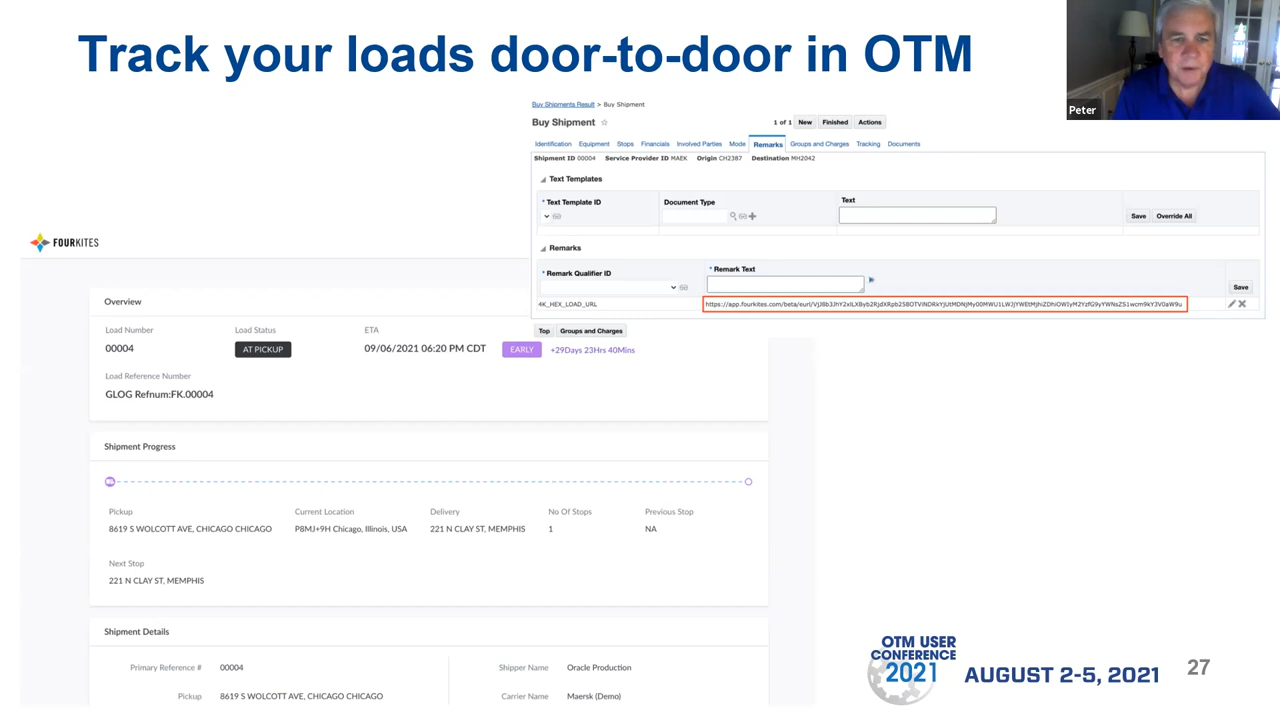 Track your loads door-to-door in OTM
Peter
Buy Shipments Result > Buy Shipment
Buy Shipment
1 of 1 New Finished Actions
Identification Equipment Stops Financials Involved Parties Mode Remarks Groups and Charges Tracking Documents
Shipment ID 00004 Service Provider ID MAEK Origin CH2387 Destination MH2042
Text Templates
* Text Template ID Document Type Text
Save Override All
Remarks
* Remark Qualifier ID * Remark Text
Save
4K_HEX_LOAD_URL
Top Groups and Charges
FOURKITES
Overview
Load Number Load Status ETA
00004 AT PICKUP 09/06/2021 06:20 PM CDT EARLY +29Days 23Hrs 40Mins
Load Reference Number
GLOG Refnum:FK.00004
Shipment Progress
Pickup Current Location Delivery No Of Stops Previous Stop
8619 S WOLCOTT AVE, CHICAGO CHICAGO P8MJ+9H Chicago, Illinois, USA 221 N CLAY ST, MEMPHIS 1 NA
Next Stop
221 N CLAY ST, MEMPHIS
Shipment Details
Primary Reference # 00004 Shipper Name Oracle Production
Pickup 8619 S WOLCOTT AVE, CHICAGO CHICAGO Carrier Name Maersk (Demo)
OTM USER
CONFERENCE
2021
AUGUST 2-5, 2021
27